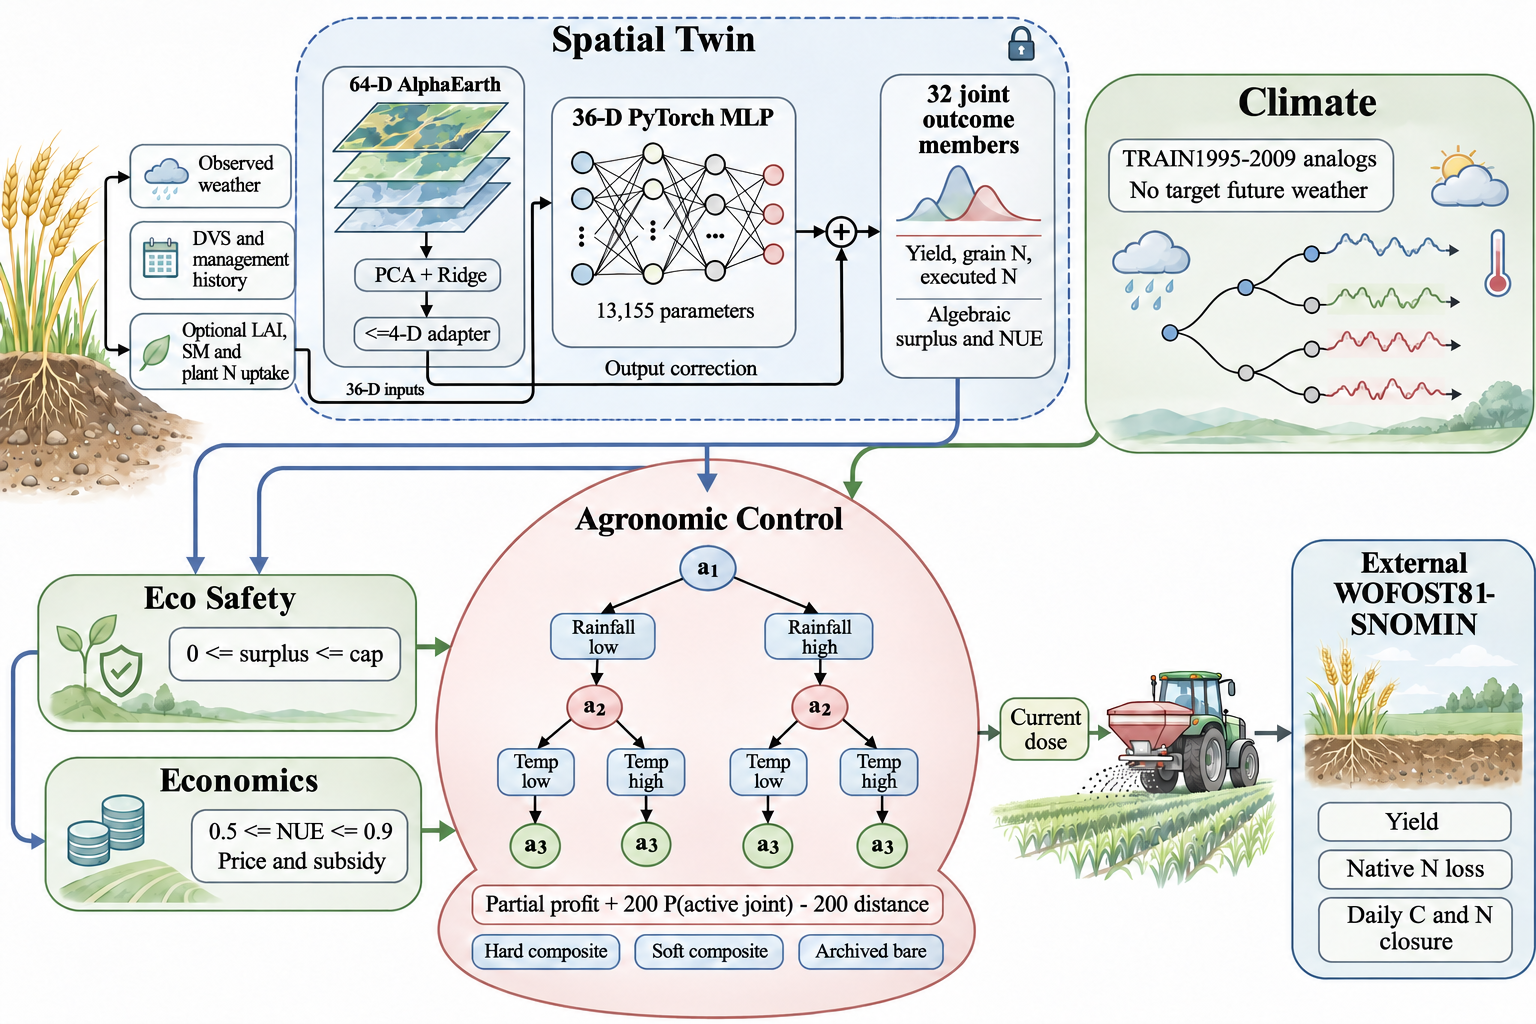 Spatial Twin
64-D AlphaEarth
PCA + Ridge
<=4-D adapter
36-D PyTorch MLP
13,155 parameters
Output correction
36-D inputs
32 joint
outcome
members
Yield, grain N,
executed N
Algebraic
surplus and NUE
Observed
weather
DVS and
management
history
Optional LAI,
SM and
plant N uptake
Climate
TRAIN1995-2009 analogs
No target future weather
Eco Safety
0 <= surplus <= cap
Economics
0.5 <= NUE <= 0.9
Price and subsidy
Agronomic Control
a1
Rainfall
low
Rainfall
high
a2
a2
Temp
low
Temp
high
Temp
low
Temp
high
a3
a3
a3
a3
Partial profit + 200 P(active joint) - 200 distance
Hard composite
Soft composite
Archived bare
Current
dose
External
WOFOST81-
SNOMIN
Yield
Native N loss
Daily C and N
closure